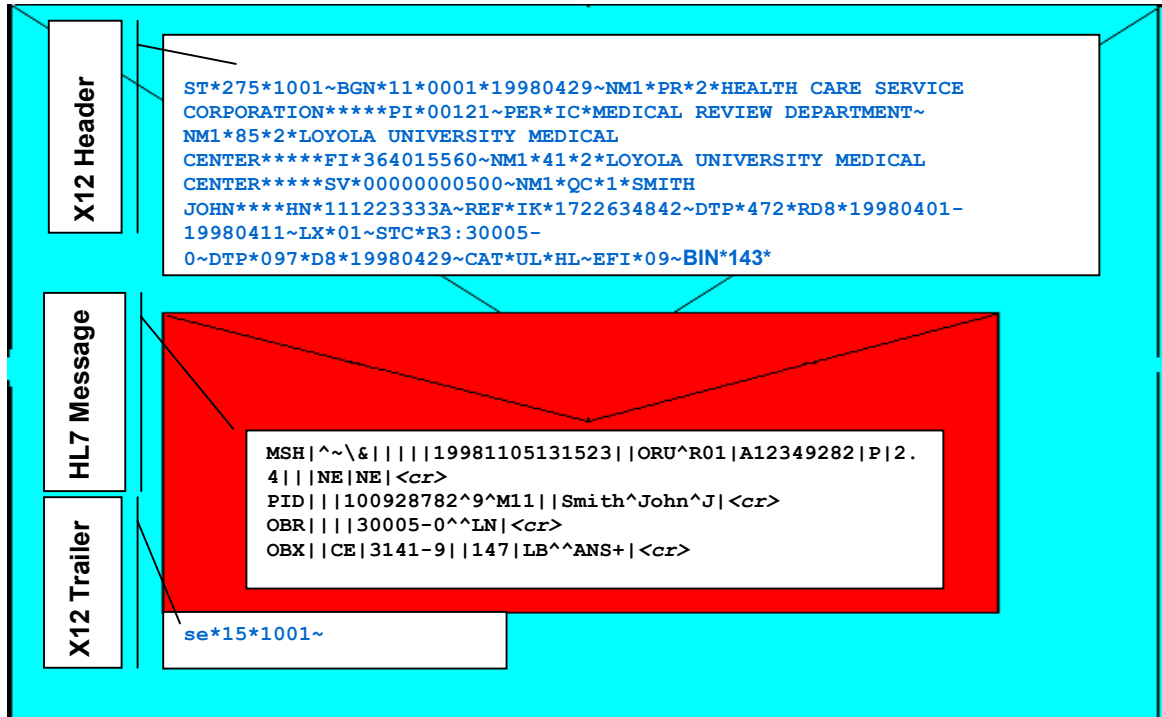 X12 Header
ST*275*1001~BGN*11*0001*19980429~NM1*PR*2*HEALTH CARE SERVICE
CORPORATION*****PI*00121~PER*IC*MEDICAL REVIEW DEPARTMENT~
NM1*85*2*LOYOLA UNIVERSITY MEDICAL
CENTER*****FI*364015560~NM1*41*2*LOYOLA UNIVERSITY MEDICAL
CENTER*****SV*00000000500~NM1*QC*1*SMITH
JOHN****HN*111223333A~REF*IK*1722634842~DTP*472*RD8*19980401-
19980411~LX*01~STC*R3:30005-
0~DTP*097*D8*19980429~CAT*UL*HL~EFI*09~BIN*143*
HL7 Message
MSH|^~\&|||||19981105131523||ORU^R01|A12349282|P|2.
4|||NE|NE|<cr>
PID|||100928782^9^M11||Smith^John^J|<cr>
OBR||||30005-0^^LN|<cr>
OBX||CE|3141-9||147|LB^^ANS+|<cr>
X12 Trailer
se*15*1001~